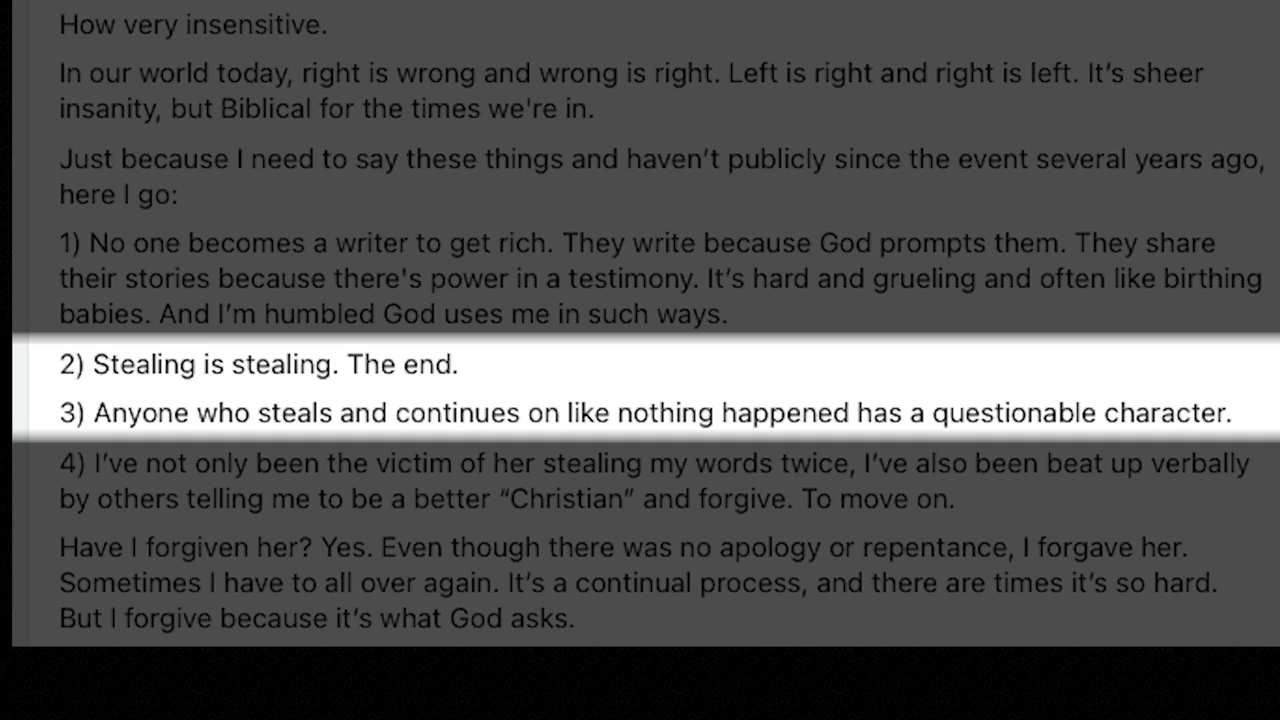 How very insensitive.
In our world today, right is wrong and wrong is right. Left is right and right is left. It’s sheer
insanity, but Biblical for the times we're in.
Just because I need to say these things and haven’t publicly since the event several years ago,
here I go:
1) No one becomes a writer to get rich. They write because God prompts them. They share
their stories because there's power in a testimony. It’s hard and grueling and often like birthing
babies. And I’m humbled God uses me in such ways.
2) Stealing is stealing. The end.
3) Anyone who steals and continues on like nothing happened has a questionable character.
4) I’ve not only been the victim of her stealing my words twice, I’ve also been beat up verbally
by others telling me to be a better “Christian” and forgive. To move on.
Have I forgiven her? Yes. Even though there was no apology or repentance, I forgave her.
Sometimes I have to all over again. It’s a continual process, and there are times it’s so hard.
But I forgive because it’s what God asks.